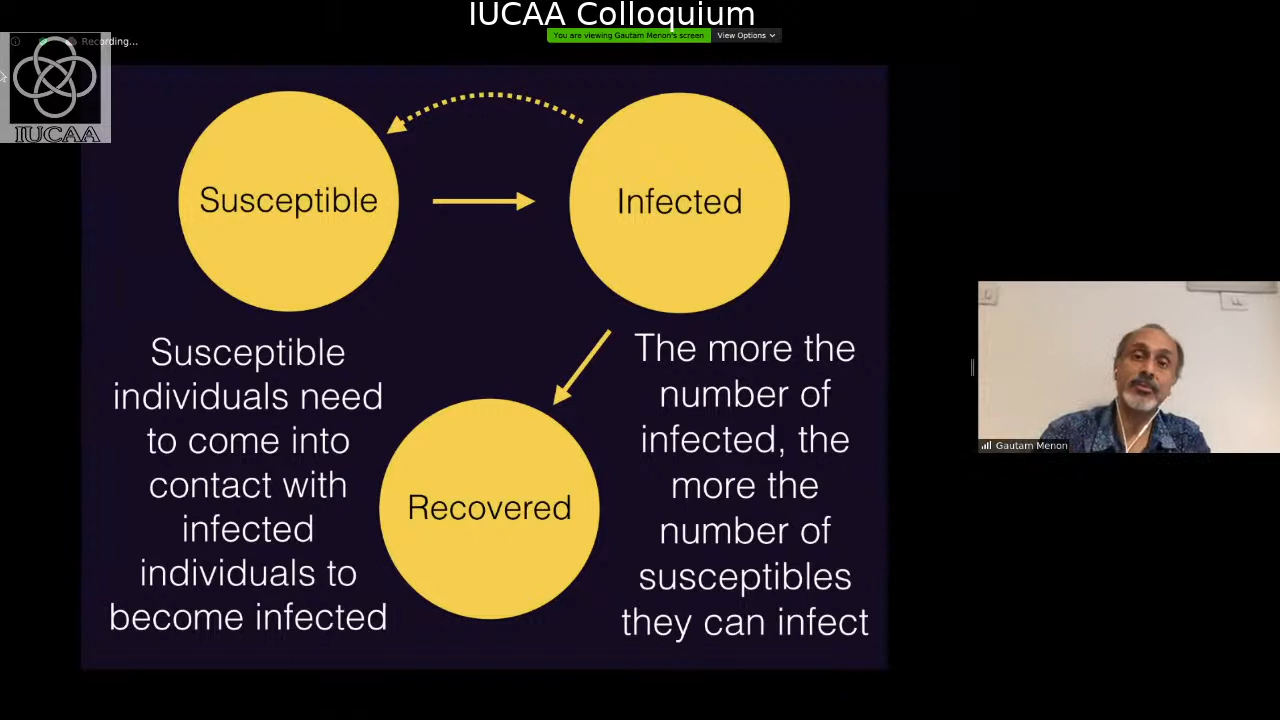 IUCAA Colloquium
You are viewing Gautam Menon's screen
View Options
Recording...
IUCAA
Susceptible
Infected
Susceptible
individuals need
to come into
contact with
infected
individuals to
become infected
Recovered
The more the
number of
infected, the
more the
number of
susceptibles
they can infect
Gautam Menon